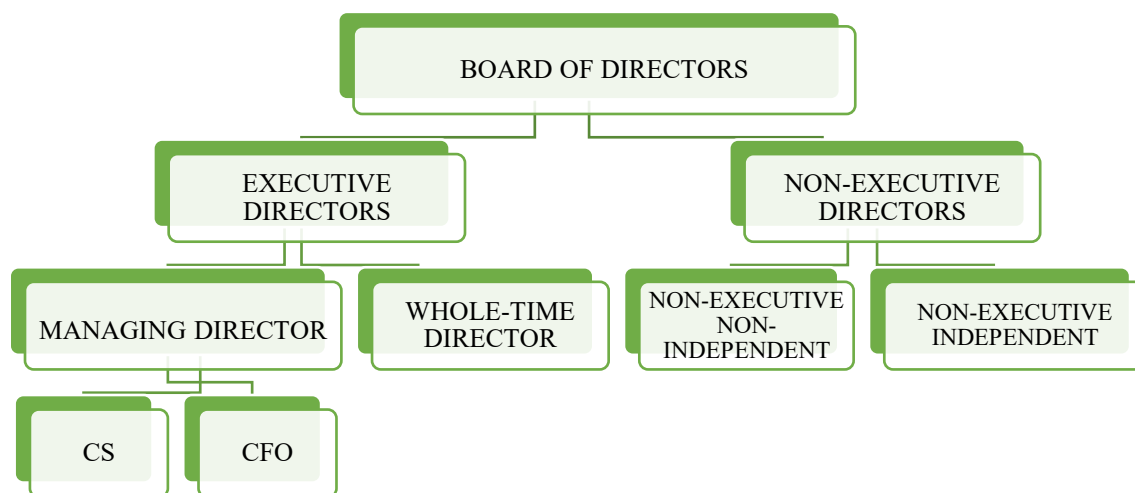 BOARD OF DIRECTORS
EXECUTIVE
DIRECTORS
NON-EXECUTIVE
DIRECTORS
MANAGING DIRECTOR
WHOLE-TIME
DIRECTOR
NON-EXECUTIVE
NON-
INDEPENDENT
NON-EXECUTIVE
INDEPENDENT
CS
CFO